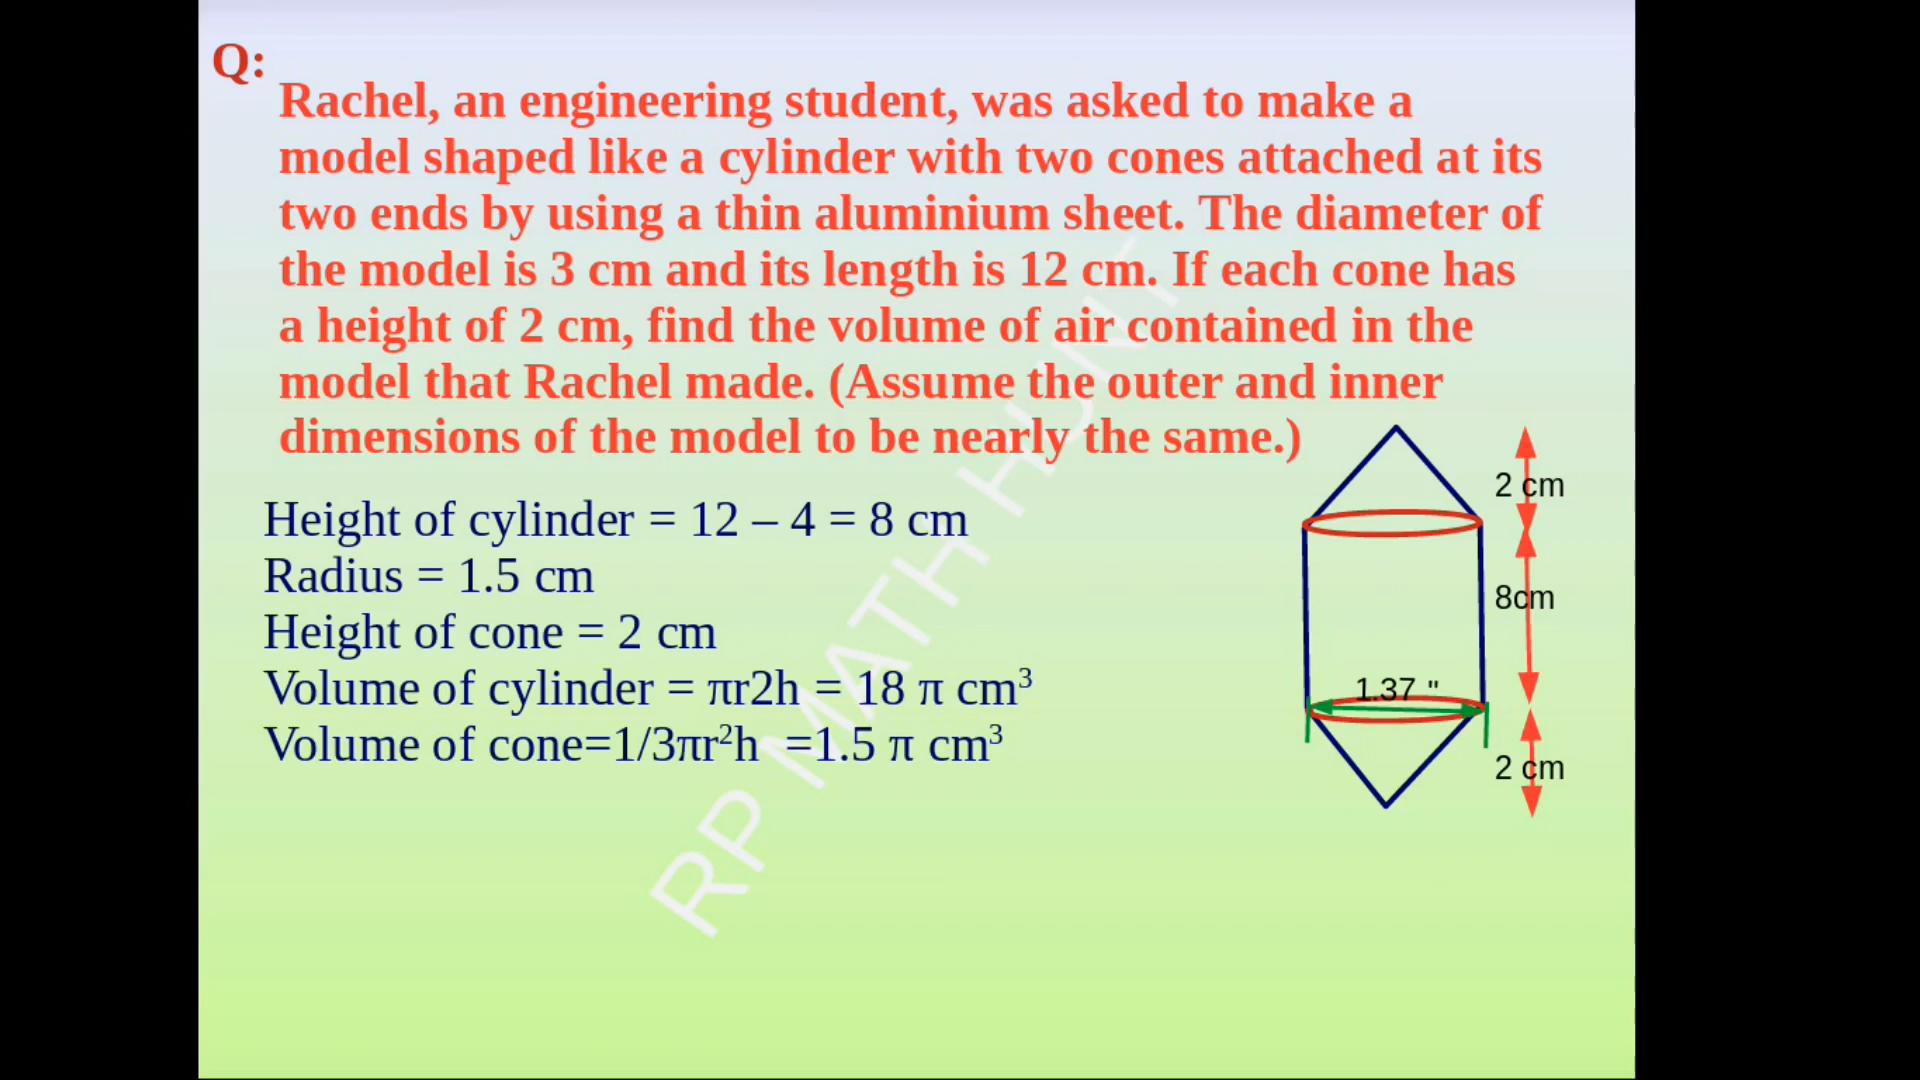 Q:
Rachel, an engineering student, was asked to make a
model shaped like a cylinder with two cones attached at its
two ends by using a thin aluminium sheet. The diameter of
the model is 3 cm and its length is 12 cm. If each cone has
a height of 2 cm, find the volume of air contained in the
model that Rachel made. (Assume the outer and inner
dimensions of the model to be nearly the same.)
Height of cylinder = 12 – 4 = 8 cm
Radius = 1.5 cm
Height of cone = 2 cm
Volume of cylinder = πr2h = 18 π cm³
Volume of cone=1/3πr²h  =1.5 π cm³
2 cm
8cm
1.37 "
2 cm
RP MATH HUNT